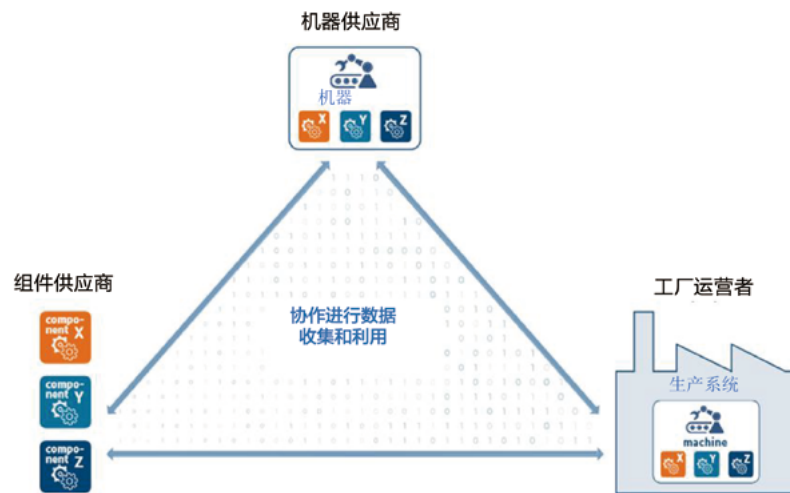 机器供应商
机器
X Y Z
组件供应商
compo-
nent X
compo-
nent Y
compo-
nent Z
协作进行数据
收集和利用
工厂运营者
生产系统
machine
X Y Z